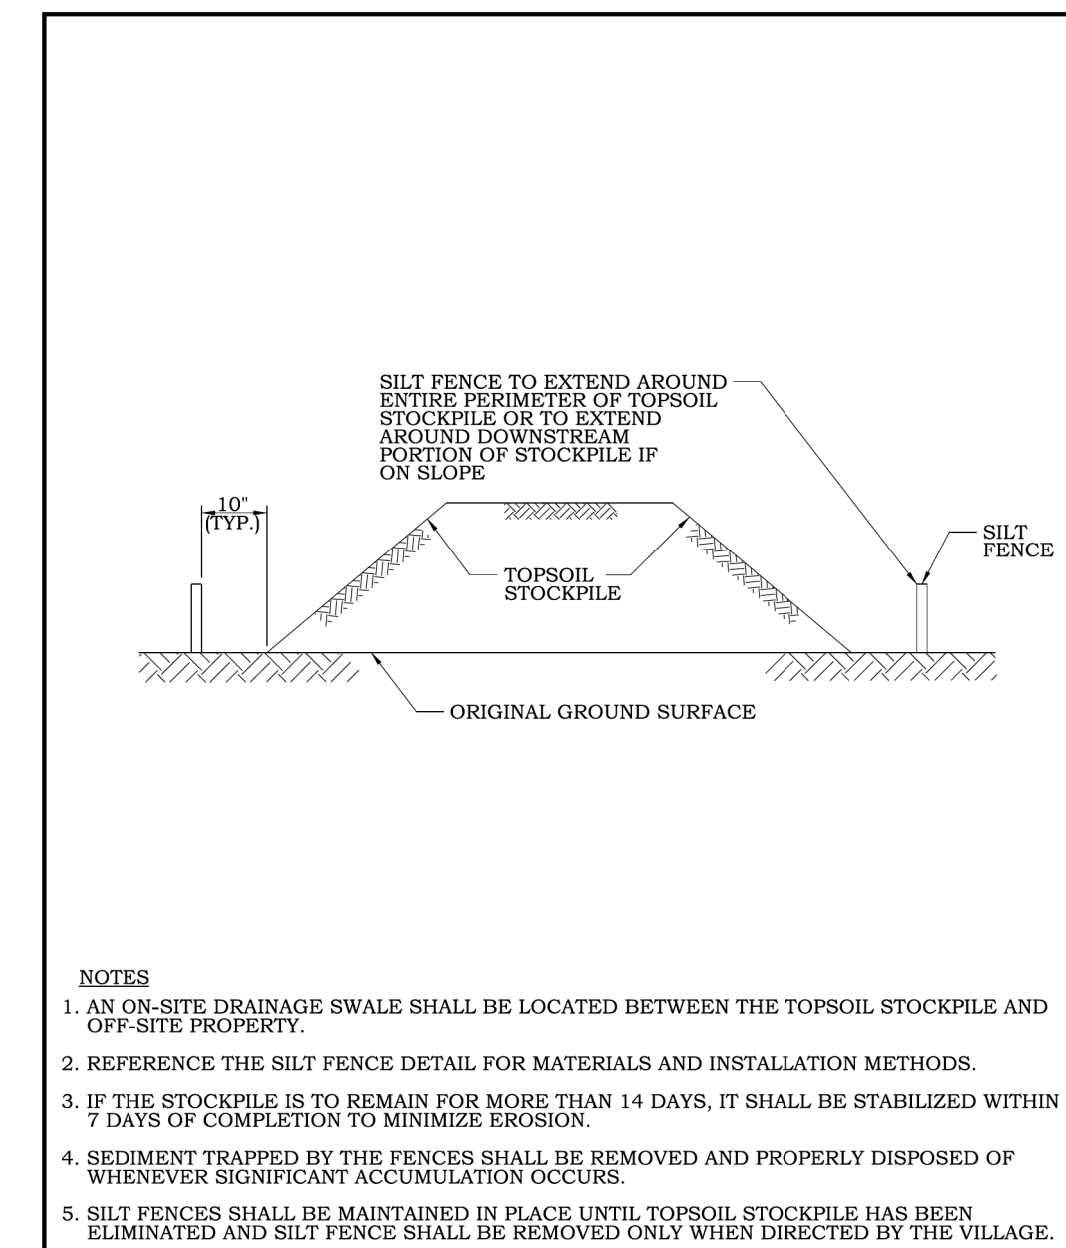 SILT FENCE TO EXTEND AROUND
ENTIRE PERIMETER OF TOPSOIL
STOCKPILE OR TO EXTEND
AROUND DOWNSTREAM
PORTION OF STOCKPILE IF
ON SLOPE
10"
(TYP.)
SILT
FENCE
TOPSOIL
STOCKPILE
ORIGINAL GROUND SURFACE
NOTES
1. AN ON-SITE DRAINAGE SWALE SHALL BE LOCATED BETWEEN THE TOPSOIL STOCKPILE AND
OFF-SITE PROPERTY.
2. REFERENCE THE SILT FENCE DETAIL FOR MATERIALS AND INSTALLATION METHODS.
3. IF THE STOCKPILE IS TO REMAIN FOR MORE THAN 14 DAYS, IT SHALL BE STABILIZED WITHIN
7 DAYS OF COMPLETION TO MINIMIZE EROSION.
4. SEDIMENT TRAPPED BY THE FENCES SHALL BE REMOVED AND PROPERLY DISPOSED OF
WHENEVER SIGNIFICANT ACCUMULATION OCCURS.
5. SILT FENCES SHALL BE MAINTAINED IN PLACE UNTIL TOPSOIL STOCKPILE HAS BEEN
ELIMINATED AND SILT FENCE SHALL BE REMOVED ONLY WHEN DIRECTED BY THE VILLAGE.